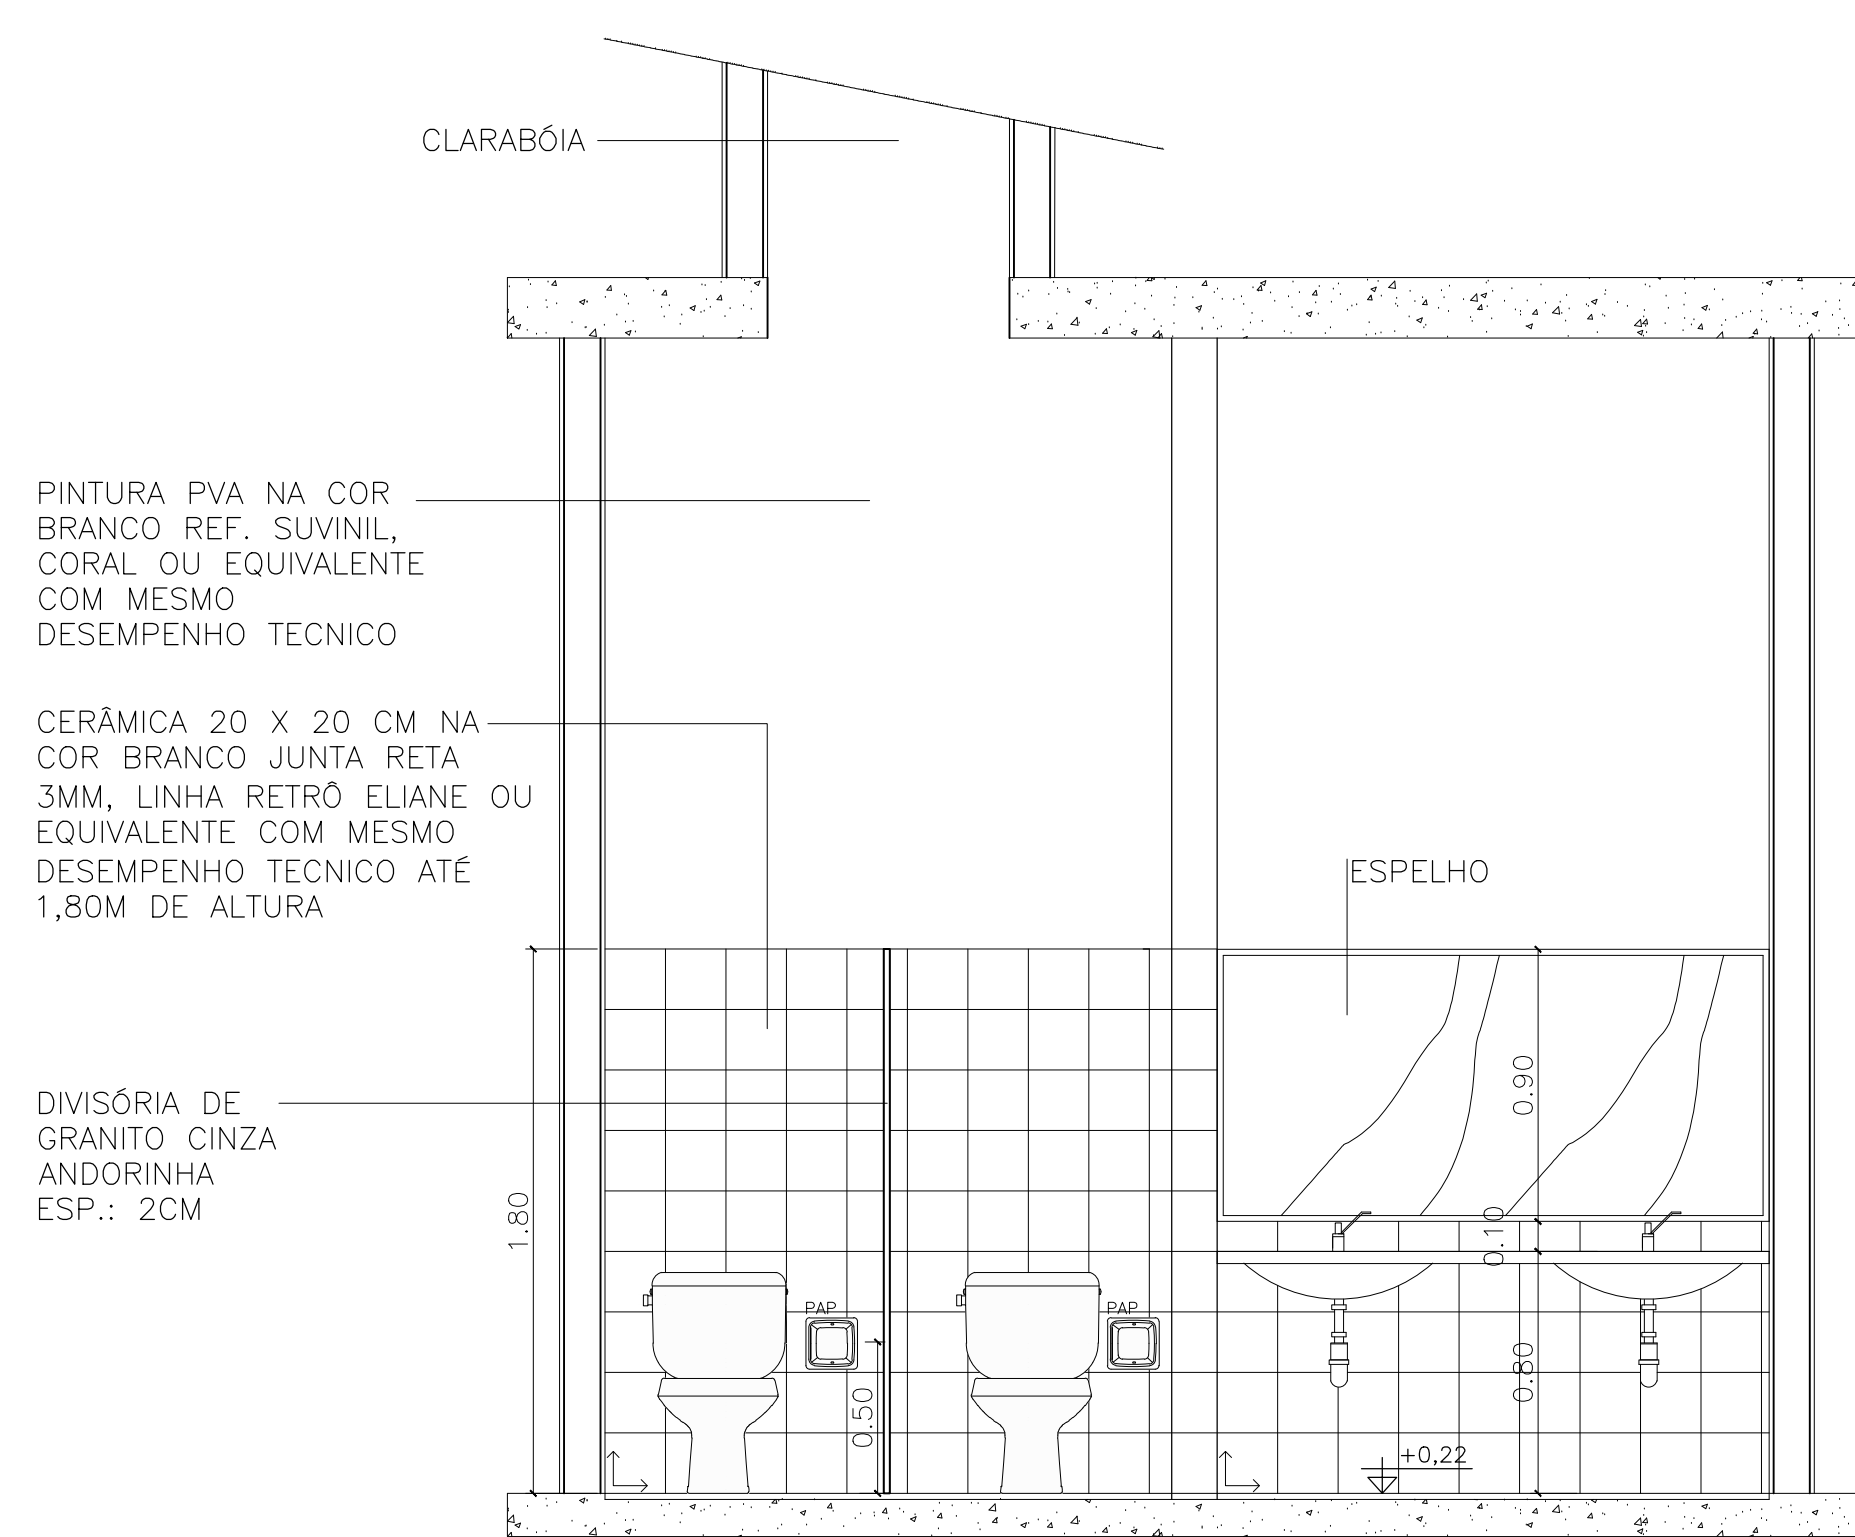 CLARABÓIA
PINTURA PVA NA COR
BRANCO REF. SUVINIL,
CORAL OU EQUIVALENTE
COM MESMO
DESEMPENHO TECNICO
CERÂMICA 20 X 20 CM NA
COR BRANCO JUNTA RETA
3MM, LINHA RETRÔ ELIANE OU
EQUIVALENTE COM MESMO
DESEMPENHO TECNICO ATÉ
1,80M DE ALTURA
ESPELHO
DIVISÓRIA DE
GRANITO CINZA
ANDORINHA
ESP.: 2CM
1.80
0.90
0.10
PAP
PAP
0.80
0.50
+0,22